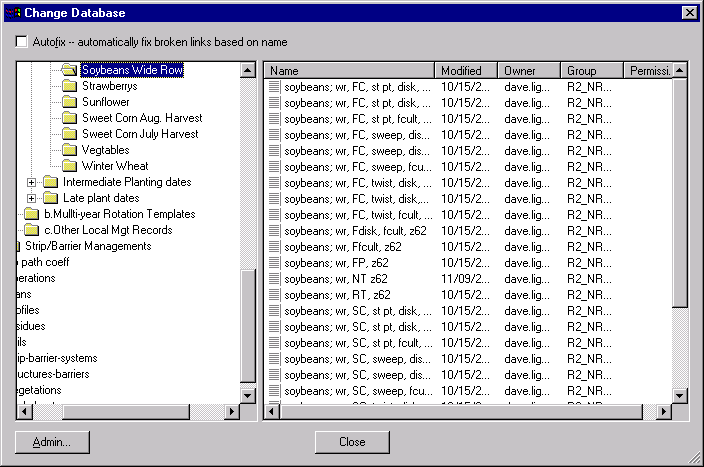 Change Database
Autofix -- automatically fix broken links based on name
Soybeans Wide Row
Strawberrys
Sunflower
Sweet Corn Aug. Harvest
Sweet Corn July Harvest
Vegtables
Winter Wheat
Intermediate Planting dates
Late plant dates
b.Mullti-year Rotation Templates
c.Other Local Mgt Records
Strip/Barrier Managements
path coeff
erations
ans
ofiles
sidues
ils
rip-barrier-systems
uctures-barriers
egetations
Name Modified Owner Group Permissi.
soybeans; wr, FC, st pt, disk, ... 10/15/2... dave.lig... R2_NR...
soybeans; wr, FC, st pt, disk, ... 10/15/2... dave.lig... R2_NR...
soybeans; wr, FC, st pt, fcult, ... 10/15/2... dave.lig... R2_NR...
soybeans; wr, FC, sweep, dis... 10/15/2... dave.lig... R2_NR...
soybeans; wr, FC, sweep, dis... 10/15/2... dave.lig... R2_NR...
soybeans; wr, FC, sweep, fcu... 10/15/2... dave.lig... R2_NR...
soybeans; wr, FC, twist, disk,... 10/15/2... dave.lig... R2_NR...
soybeans; wr, FC, twist, disk,... 10/15/2... dave.lig... R2_NR...
soybeans; wr, FC, twist, fcult,... 10/15/2... dave.lig... R2_NR...
soybeans; wr, Fdisk, fcult, z62 10/15/2... dave.lig... R2_NR...
soybeans; wr, Ffcult, z62 10/15/2... dave.lig... R2_NR...
soybeans; wr, FP, z62 10/15/2... dave.lig... R2_NR...
soybeans; wr, NT z62 11/09/2... dave.lig... R2_NR...
soybeans; wr, RT, z62 10/15/2... dave.lig... R2_NR...
soybeans; wr, SC, st pt, disk, ... 10/15/2... dave.lig... R2_NR...
soybeans; wr, SC, st pt, disk, ... 10/15/2... dave.lig... R2_NR...
soybeans; wr, SC, st pt, fcult, ... 10/15/2... dave.lig... R2_NR...
soybeans; wr, SC, sweep, dis... 10/15/2... dave.lig... R2_NR...
soybeans; wr, SC, sweep, dis... 10/15/2... dave.lig... R2_NR...
soybeans; wr, SC, sweep, fcu... 10/15/2... dave.lig... R2_NR...
Admin...
Close